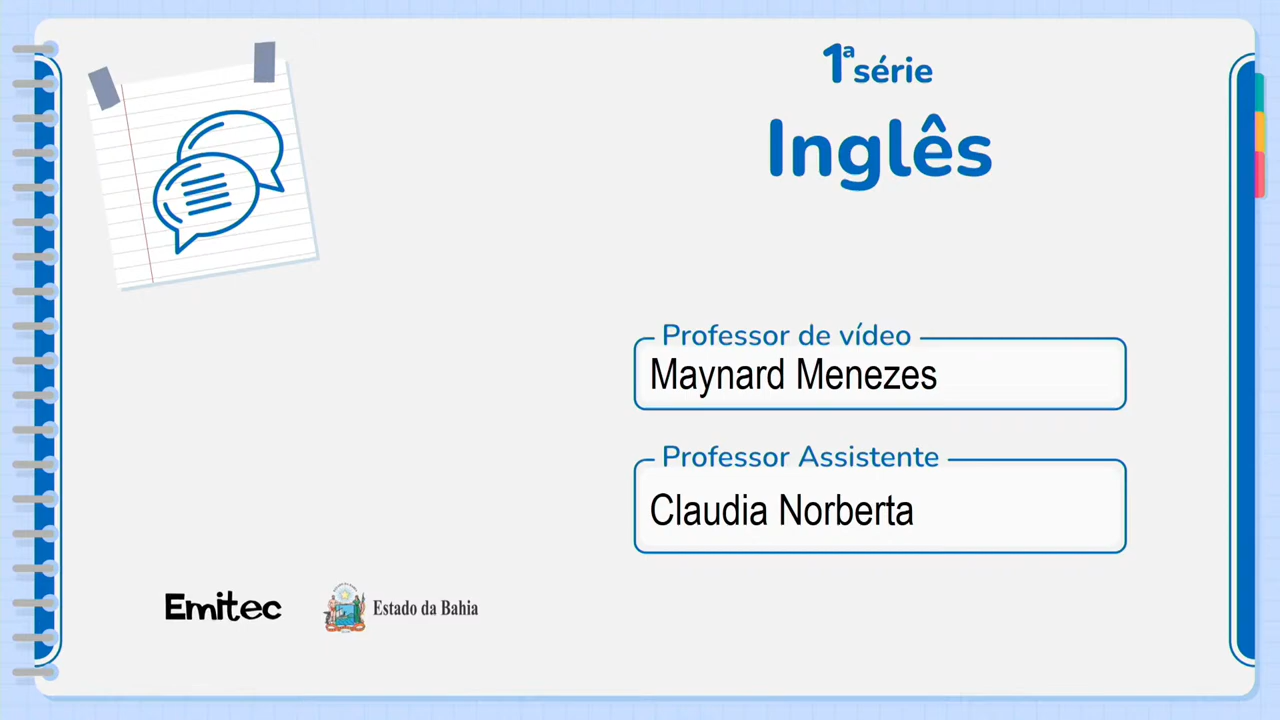 1ª série
Inglês
Professor de vídeo
Maynard Menezes
Professor Assistente
Claudia Norberta
Emitec
Estado da Bahia